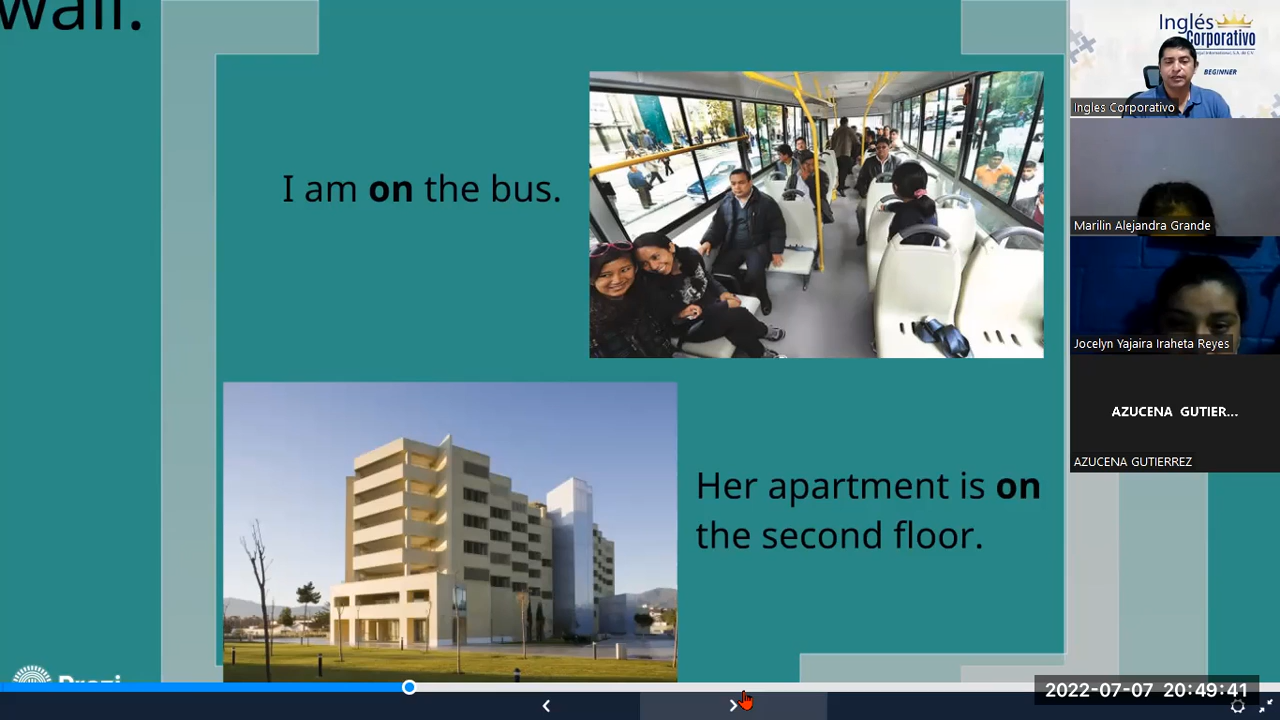 wall.
I am on the bus.
Her apartment is on
the second floor.
Prezi
Inglés
Corporativo
BEGINNER
Ingles Corporativo
Marilin Alejandra Grande
Jocelyn Yajaira Iraheta Reyes
AZUCENA GUTIER...
AZUCENA GUTIERREZ
2022-07-07 20:49:41